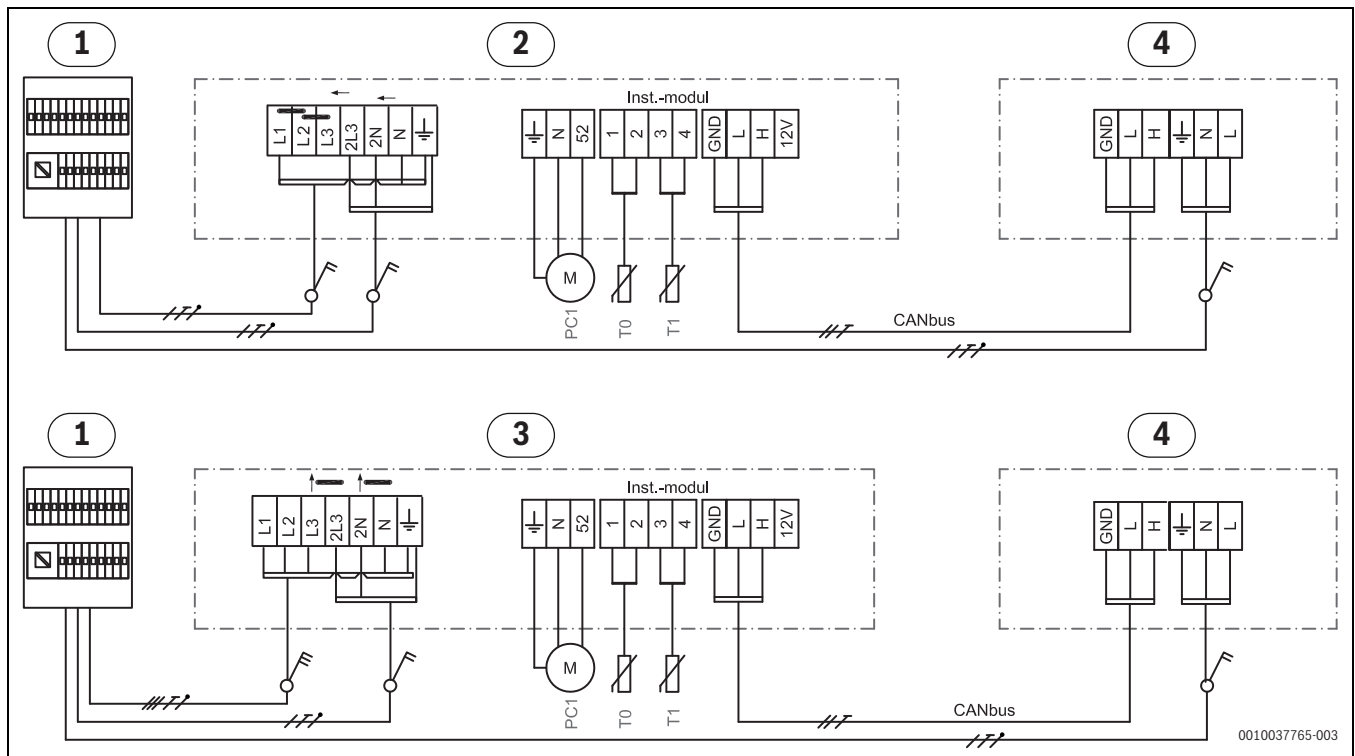 1
2
4
Inst.-modul
L1 L2 L3 2L3 2N N
N 52
1 2 3 4
GND L H 12V
GND L H N L
M
PC1 T0 T1
CANbus
1
3
4
Inst.-modul
L1 L2 L3 2L3 2N N
N 52
1 2 3 4
GND L H 12V
GND L H N L
M
PC1 T0 T1
CANbus
0010037765-003